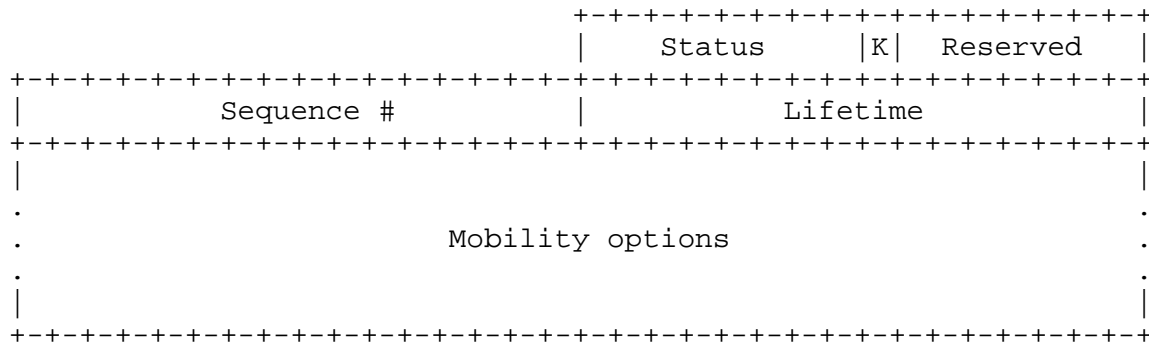 Status |K| Reserved
Sequence # | Lifetime
Mobility options